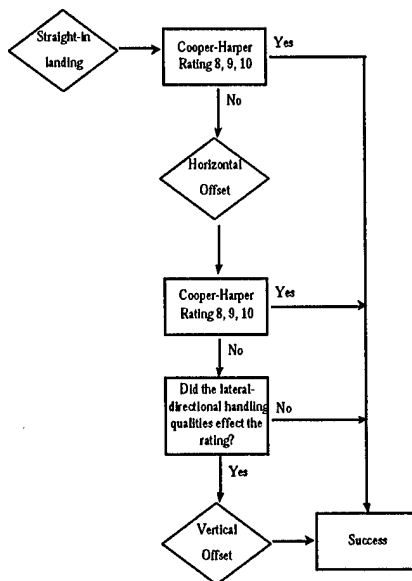 Straight-in
landing
Cooper-Harper
Rating 8, 9, 10
Yes
No
Horizontal
Offset
Cooper-Harper
Rating 8, 9, 10
Yes
No
Did the lateral-
directional handling
qualities effect the
rating?
No
Yes
Vertical
Offset
Success